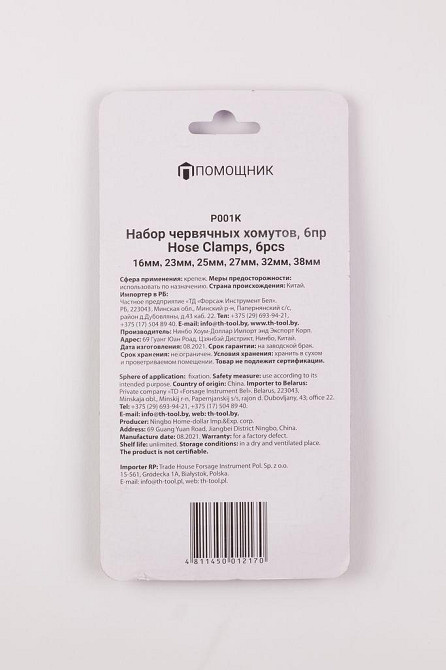 ПОМОЩНИК
P001K
Набор червячных хомутов, 6пр
Hose Clamps, 6pcs
16мм, 23мм, 25мм, 27мм, 32мм, 38мм
Сфера применения: крепеж. Меры предосторожности:
использовать по назначению. Страна происхождения: Китай.
Импортер в РБ:
Частное предприятие «ТД «Форсаж Инструмент Бел».
РБ, 223043, Минская обл., Минский р-н, Папернянский с/с,
район д.Дубовляны, д.43 каб. 22. Тел: +375 (29) 693-94-21,
+375 (17) 504 89 40. E-mail: info@th-tool.by, www.th-tool.by.
Производитель: Нинбо Хоум-Доллар Импорт энд Экспорт Корп.
Адрес: 69 Гуанг Юан Роад, Цзянбэй Дистрикт, Нинбо, Китай.
Дата изготовления: 08.2021. Срок гарантии: на заводской брак.
Срок хранения: неограничен. Условия хранения: хранить в сухом
и проветриваемом помещении. Товар не подлежит сертификации.
Sphere of application: fixation. Safety measure: use according to its
intended purpose. Country of origin: China. Importer to Belarus:
Private company «TD «Forsage Instrument Bel». Belarus, 223043,
Minskaja obl., Minskij r-n. Papernjanskij s/s, rajon d. Dubovljany, 43; office 22.
Tel: +375 (29) 693-94-21, +375 (17) 504 89 40.
E-mail: info@th-tool.by, web: th-tool.by.
Producer: Ningbo Home-dollar Imp.&Exp. corp.
Address: 69 Guang Yuan Road, Jiangbei District Ningbo, China.
Manufacture date: 08.2021. Warranty: for a factory defect.
Shelf life: unlimited. Storage conditions: in a dry and ventilated place.
The product is not certifiable.
Importer RP: Trade House Forsage Instrument Pol Sp. z o.o.
15-561, Grodecka 1A, Białystok, Polska.
E-mail: info@th-tool.pl, web: th-tool.pl.
4 811450 012170